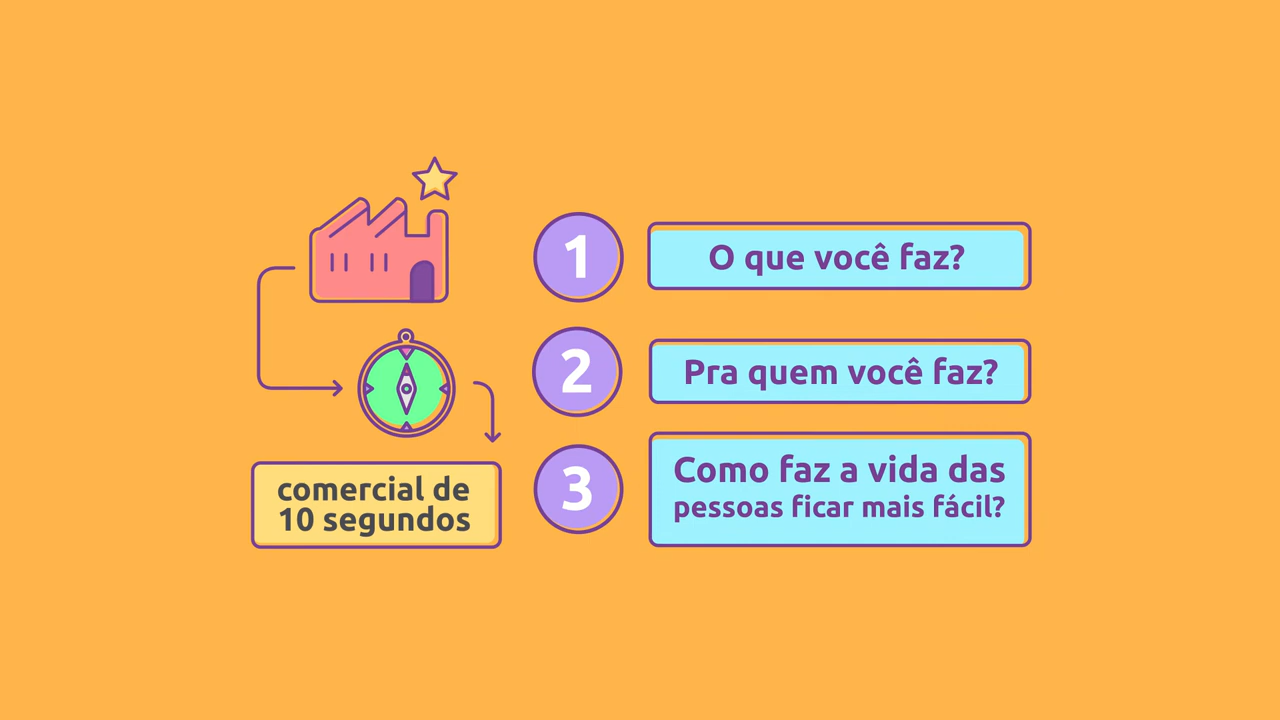 1
O que você faz?
2
Pra quem você faz?
3
Como faz a vida das
pessoas ficar mais fácil?
comercial de
10 segundos